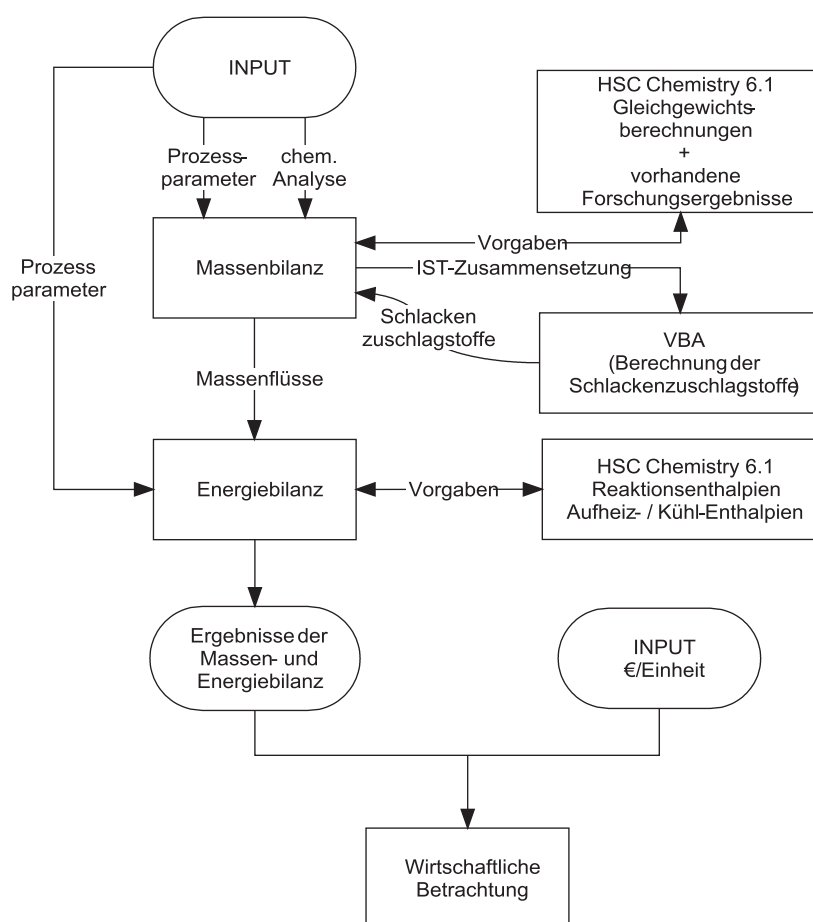 INPUT
HSC Chemistry 6.1
Gleichgewichts-
berechnungen
+
vorhandene
Forschungsergebnisse
Prozess-
parameter
chem.
Analyse
Prozess
parameter
Massenbilanz
Vorgaben
IST-Zusammensetzung
Schlacken
zuschlagstoffe
VBA
(Berechnung der
Schlackenzuschlagstoffe)
Massenflüsse
Energiebilanz
Vorgaben
HSC Chemistry 6.1
Reaktionsenthalpien
Aufheiz- / Kühl-Enthalpien
Ergebnisse der
Massen- und
Energiebilanz
INPUT
€/Einheit
Wirtschaftliche
Betrachtung